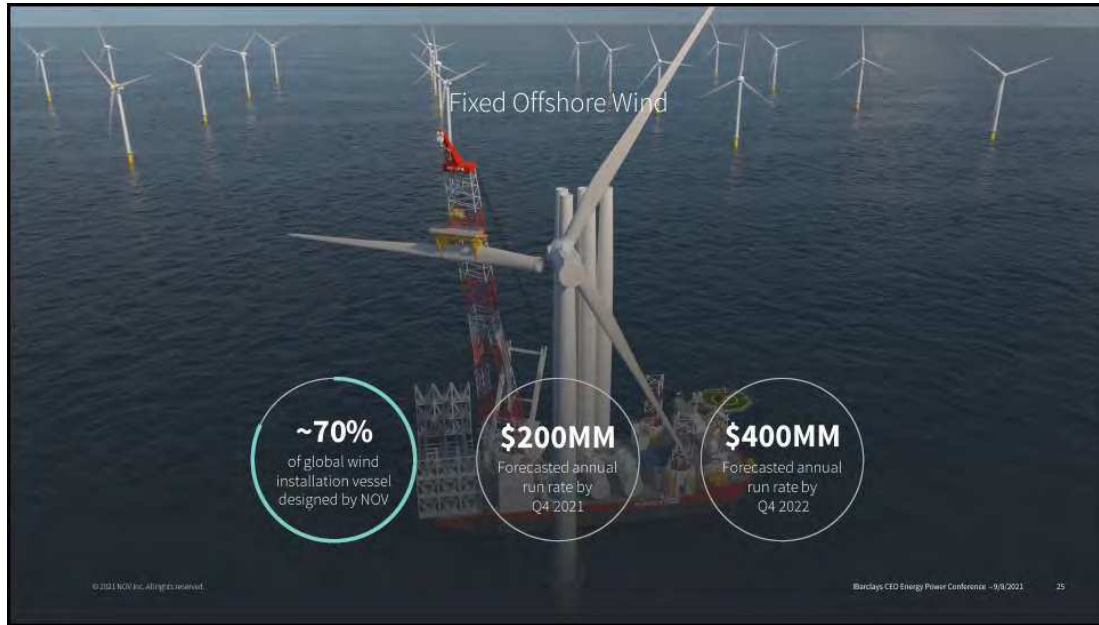 Fixed Offshore Wind
~70%
of global wind
installation vessel
designed by NOV
$200MM
Forecasted annual
run rate by
Q4 2021
$400MM
Forecasted annual
run rate by
Q4 2022
© 2021 NOV Inc. All rights reserved.
Barclays CEO Energy Power Conference – 9/8/2021
25